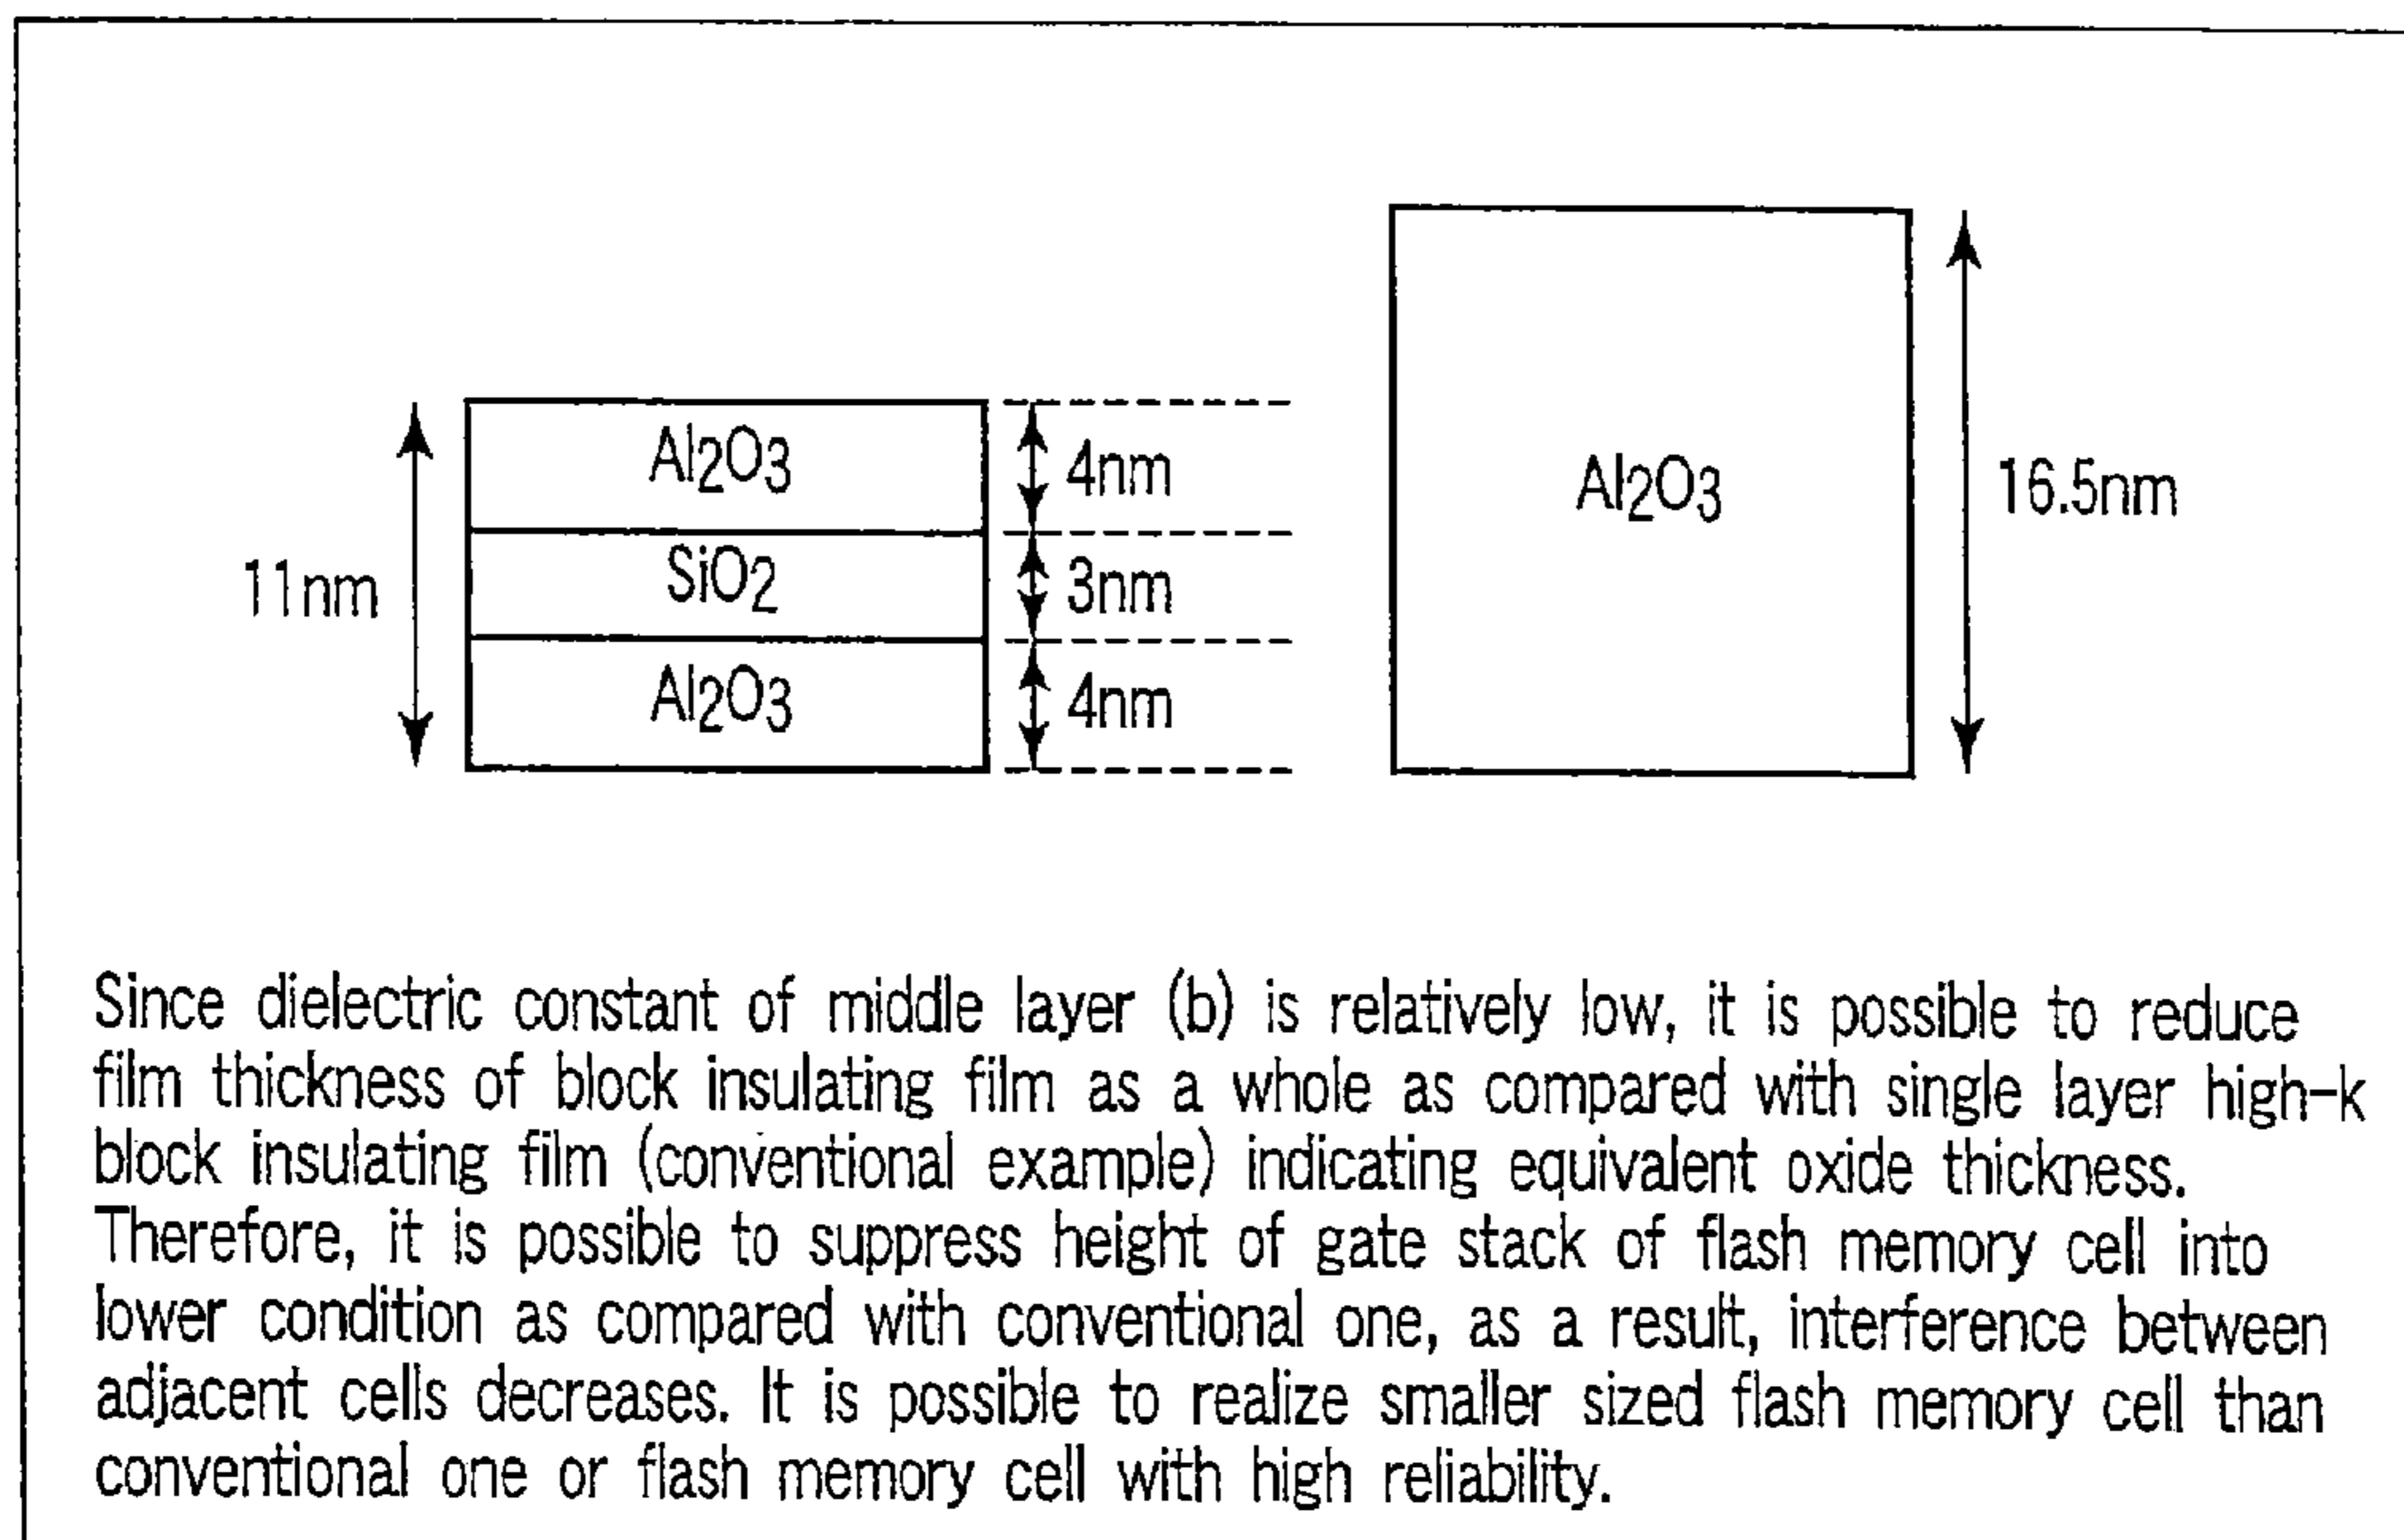 Al2O3
4nm
SiO2
3nm
11nm
Al2O3
4nm
Al2O3
16.5nm
Since dielectric constant of middle layer (b) is relatively low, it is possible to reduce
film thickness of block insulating film as a whole as compared with single layer high-k
block insulating film (conventional example) indicating equivalent oxide thickness.
Therefore, it is possible to suppress height of gate stack of flash memory cell into
lower condition as compared with conventional one, as a result, interference between
adjacent cells decreases. It is possible to realize smaller sized flash memory cell than
conventional one or flash memory cell with high reliability.